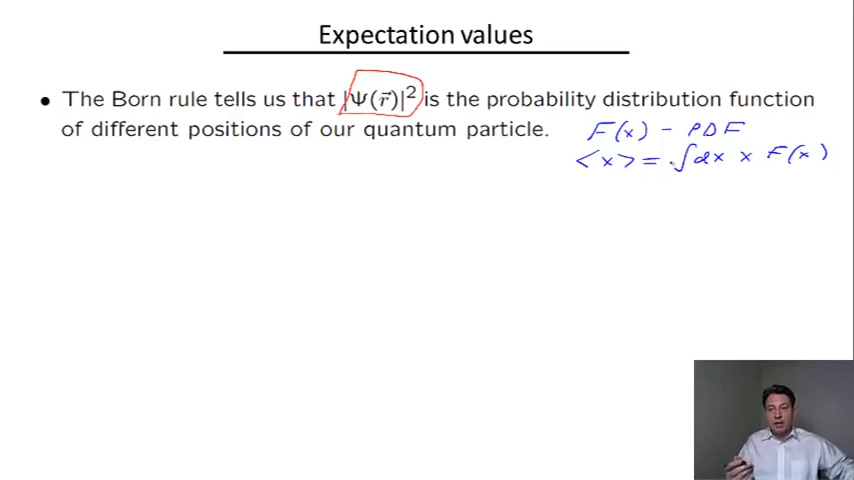 Expectation values
• The Born rule tells us that |Ψ(r⃗)|² is the probability distribution function
of different positions of our quantum particle.
F(x) - PDF
<x> = ∫dx x F(x)